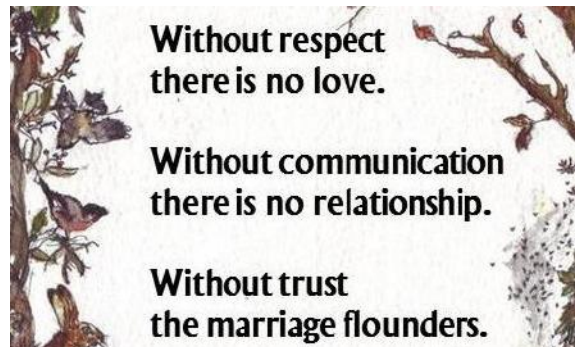 Without respect
there is no love.
Without communication
there is no relationship.
Without trust
the marriage flounders.